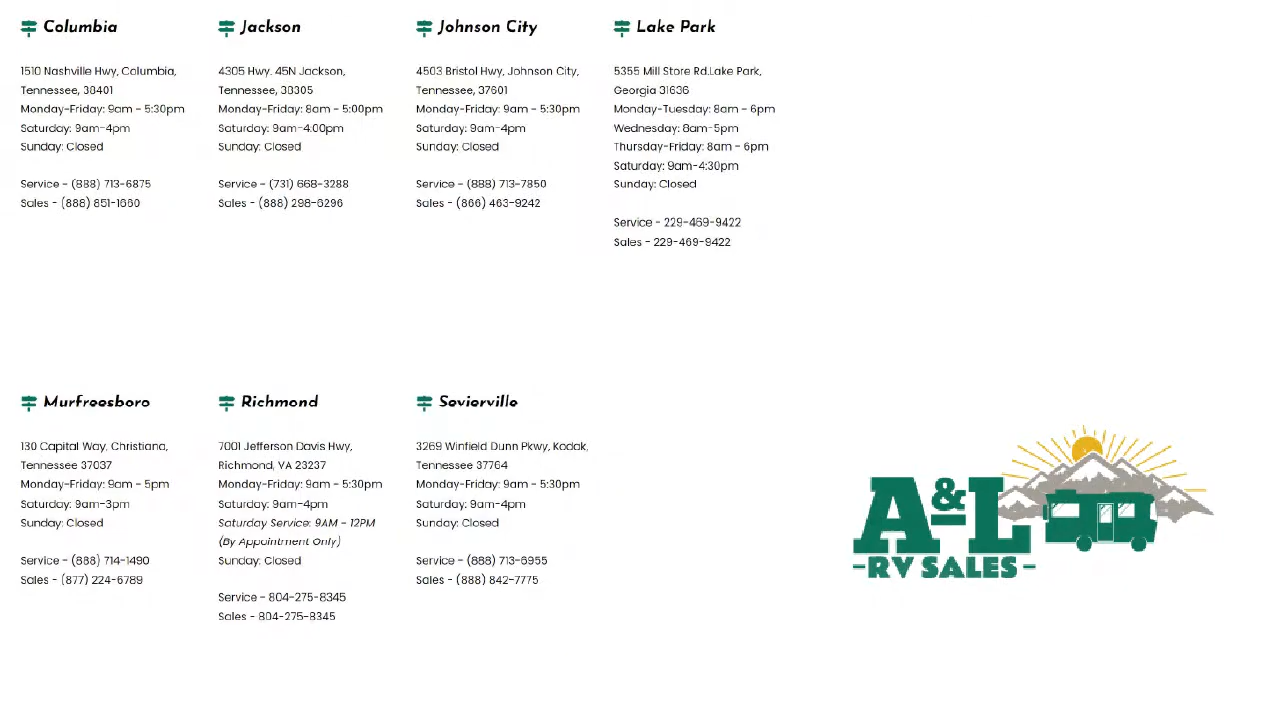 Columbia
1510 Nashville Hwy, Columbia,
Tennessee, 38401
Monday-Friday: 9am - 5:30pm
Saturday: 9am-4pm
Sunday: Closed
Service - (888) 713-6875
Sales - (888) 851-1660
Jackson
4305 Hwy. 45N Jackson,
Tennessee, 38305
Monday-Friday: 8am - 5:00pm
Saturday: 9am-4:00pm
Sunday: Closed
Service - (731) 668-3288
Sales - (888) 298-6296
Johnson City
4503 Bristol Hwy, Johnson City,
Tennessee, 37601
Monday-Friday: 9am - 5:30pm
Saturday: 9am-4pm
Sunday: Closed
Service - (888) 713-7850
Sales - (866) 463-9242
Lake Park
5355 Mill Store Rd.Lake Park,
Georgia 31636
Monday-Tuesday: 8am - 6pm
Wednesday: 8am-5pm
Thursday-Friday: 8am - 6pm
Saturday: 9am-4:30pm
Sunday: Closed
Service - 229-469-9422
Sales - 229-469-9422
Murfreesboro
130 Capital Way, Christiana,
Tennessee 37037
Monday-Friday: 9am - 5pm
Saturday: 9am-3pm
Sunday: Closed
Service - (888) 714-1490
Sales - (877) 224-6789
Richmond
7001 Jefferson Davis Hwy,
Richmond, VA 23237
Monday-Friday: 9am - 5:30pm
Saturday: 9am-4pm
Saturday Service: 9AM - 12PM
(By Appointment Only)
Sunday: Closed
Service - 804-275-8345
Sales - 804-275-8345
Sevierville
3269 Winfield Dunn Pkwy, Kodak,
Tennessee 37764
Monday-Friday: 9am - 5:30pm
Saturday: 9am-4pm
Sunday: Closed
Service - (888) 713-6955
Sales - (888) 842-7775
A&L
-RV SALES-